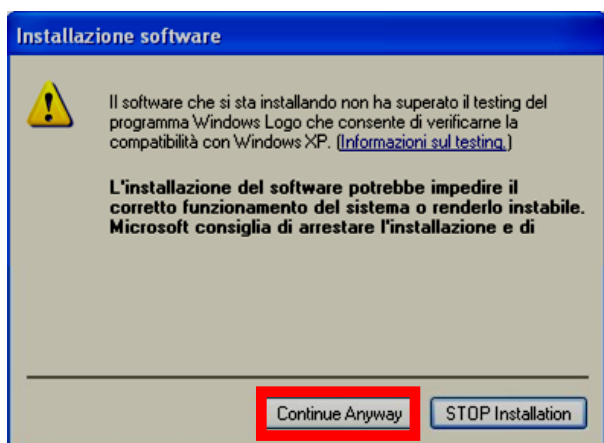 Installazione software
Il software che si sta installando non ha superato il testing del
programma Windows Logo che consente di verificarne la
compatibilità con Windows XP. (Informazioni sul testing.)
L'installazione del software potrebbe impedire il
corretto funzionamento del sistema o renderlo instabile.
Microsoft consiglia di arrestare l'installazione e di
Continue Anyway
STOP Installation